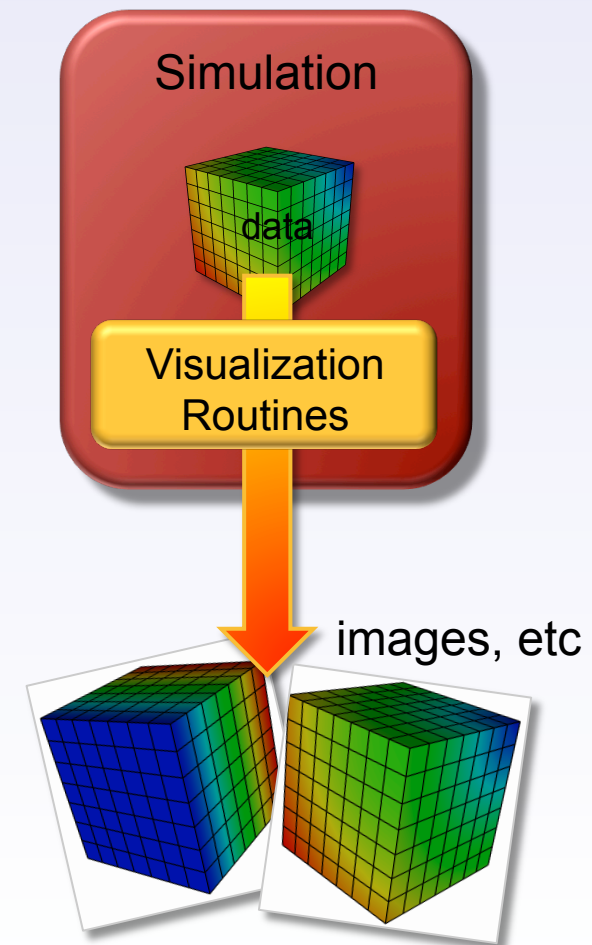 Simulation
data
Visualization
Routines
images, etc